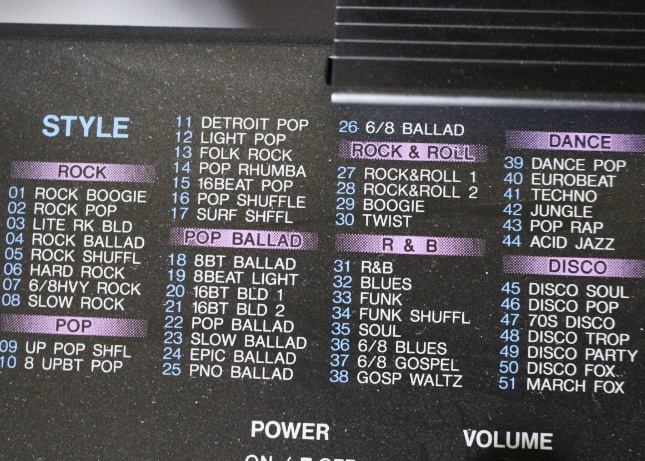 STYLE
ROCK
01 ROCK BOOGIE
02 ROCK POP
03 LITE RK BLD
04 ROCK BALLAD
05 ROCK SHUFFL
06 HARD ROCK
07 6/8HVY ROCK
08 SLOW ROCK
POP
09 UP POP SHFL
10 8 UPBT POP
11 DETROIT POP
12 LIGHT POP
13 FOLK ROCK
14 POP RHUMBA
15 16BEAT POP
16 POP SHUFFLE
17 SURF SHFFL
POP BALLAD
18 8BT BALLAD
19 8BEAT LIGHT
20 16BT BLD 1
21 16BT BLD 2
22 POP BALLAD
23 SLOW BALLAD
24 EPIC BALLAD
25 PNO BALLAD
26 6/8 BALLAD
ROCK & ROLL
27 ROCK&ROLL 1
28 ROCK&ROLL 2
29 BOOGIE
30 TWIST
R & B
31 R&B
32 BLUES
33 FUNK
34 FUNK SHUFFL
35 SOUL
36 6/8 BLUES
37 6/8 GOSPEL
38 GOSP WALTZ
DANCE
39 DANCE POP
40 EUROBEAT
41 TECHNO
42 JUNGLE
43 POP RAP
44 ACID JAZZ
DISCO
45 DISCO SOUL
46 DISCO POP
47 70S DISCO
48 DISCO TROP
49 DISCO PARTY
50 DISCO FOX
51 MARCH FOX
POWER
VOLUME